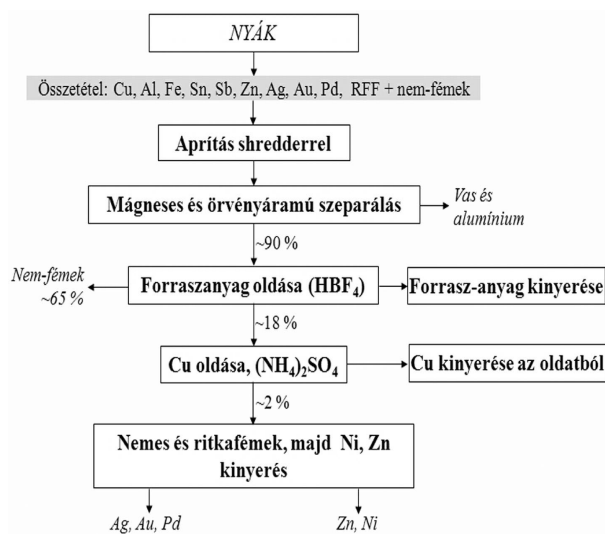 NYÁK
Összetétel: Cu, Al, Fe, Sn, Sb, Zn, Ag, Au, Pd, RFF + nem-fémek
Aprítás shredderrel
Mágneses és örvényáramú szeparálás
Vas és
alumínium
~90 %
Nem-fémek
~65 %
Forraszanyag oldása (HBF₄)
Forrasz-anyag kinyerése
~18 %
Cu oldása, (NH₄)₂SO₄
Cu kinyerése az oldatból
~2 %
Nemes és ritkafémek, majd Ni, Zn
kinyerés
Ag, Au, Pd
Zn, Ni